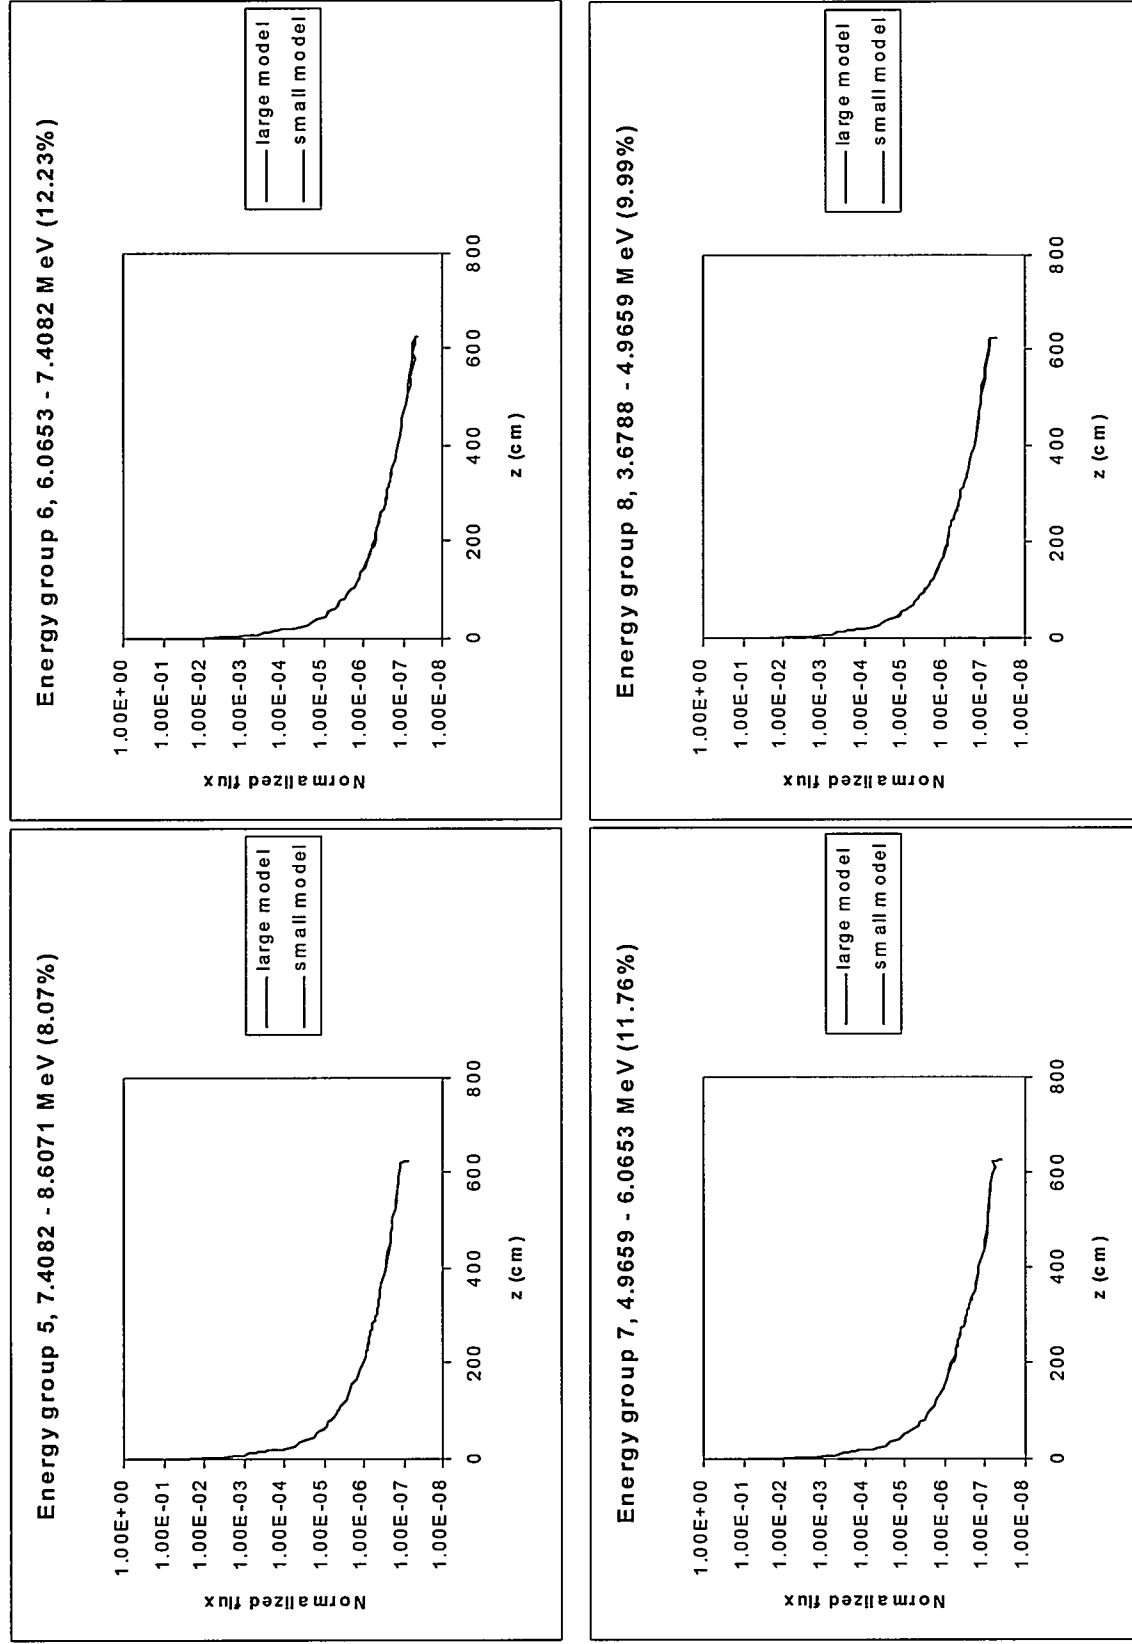 Energy group 5, 7.4082 - 8.6071 MeV (8.07%)
Normalized flux
1.00E+00
1.00E-01
1.00E-02
1.00E-03
1.00E-04
1.00E-05
1.00E-06
1.00E-07
1.00E-08
0
200
400
600
800
z (cm)
large model
small model
Energy group 6, 6.0653 - 7.4082 MeV (12.23%)
Normalized flux
1.00E+00
1.00E-01
1.00E-02
1.00E-03
1.00E-04
1.00E-05
1.00E-06
1.00E-07
1.00E-08
0
200
400
600
800
z (cm)
large model
small model
Energy group 7, 4.9659 - 6.0653 MeV (11.76%)
Normalized flux
1.00E+00
1.00E-01
1.00E-02
1.00E-03
1.00E-04
1.00E-05
1.00E-06
1.00E-07
1.00E-08
0
200
400
600
800
z (cm)
large model
small model
Energy group 8, 3.6788 - 4.9659 MeV (9.99%)
Normalized flux
1.00E+00
1.00E-01
1.00E-02
1.00E-03
1.00E-04
1.00E-05
1.00E-06
1.00E-07
1.00E-08
0
200
400
600
800
z (cm)
large model
small model